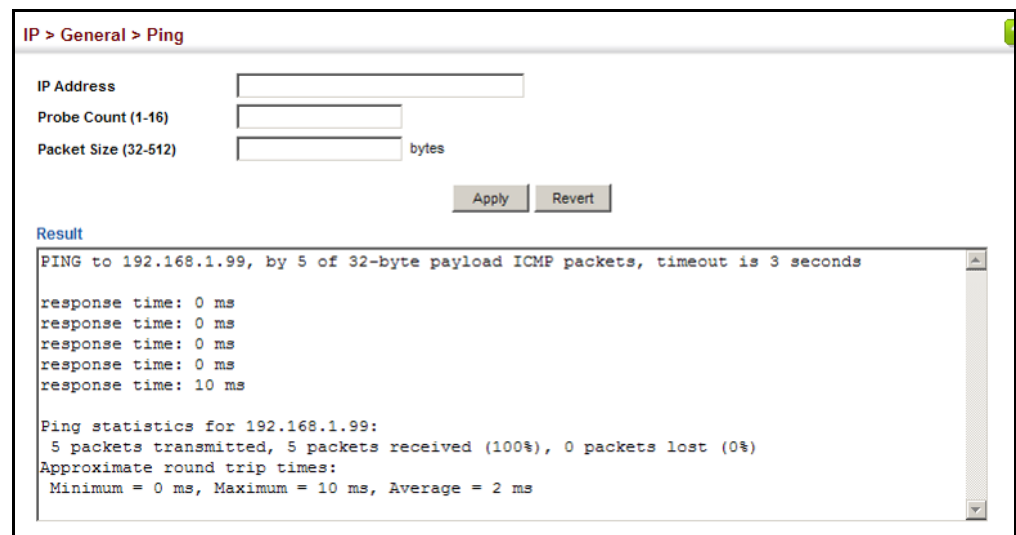 IP > General > Ping
IP Address
Probe Count (1-16)
Packet Size (32-512) bytes
Apply Revert
Result
PING to 192.168.1.99, by 5 of 32-byte payload ICMP packets, timeout is 3 seconds
response time: 0 ms
response time: 0 ms
response time: 0 ms
response time: 0 ms
response time: 10 ms
Ping statistics for 192.168.1.99:
5 packets transmitted, 5 packets received (100%), 0 packets lost (0%)
Approximate round trip times:
Minimum = 0 ms, Maximum = 10 ms, Average = 2 ms